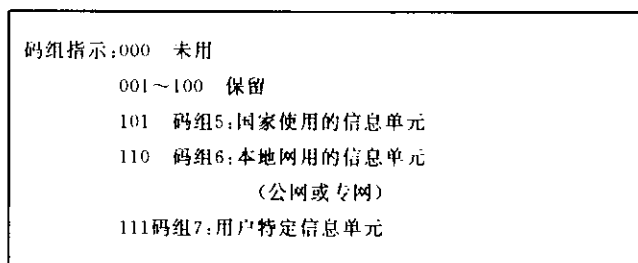 码组指示:000 未用
001~100 保留
101 码组5:国家使用的信息单元
110 码组6:本地网用的信息单元
(公网或专网)
111码组7:用户特定信息单元